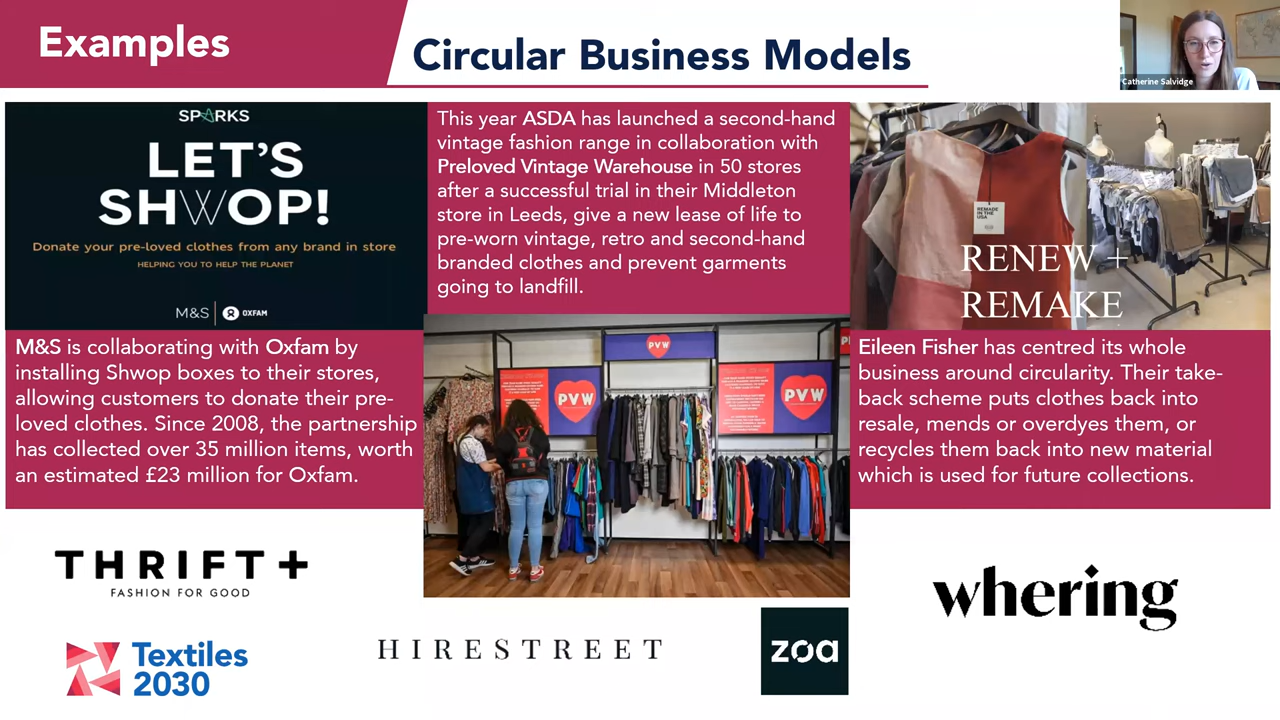 Examples
Circular Business Models
Catherine Salvidge
SPARKS
LET'S
SHWOP!
Donate your pre-loved clothes from any brand in store
HELPING YOU TO HELP THE PLANET
M&S
OXFAM
M&S is collaborating with Oxfam by
installing Shwop boxes to their stores,
allowing customers to donate their pre-
loved clothes. Since 2008, the partnership
has collected over 35 million items, worth
an estimated £23 million for Oxfam.
This year ASDA has launched a second-hand
vintage fashion range in collaboration with
Preloved Vintage Warehouse in 50 stores
after a successful trial in their Middleton
store in Leeds, give a new lease of life to
pre-worn vintage, retro and second-hand
branded clothes and prevent garments
going to landfill.
PVW
PVW
PVW
REMADE
IN THE
USA
RENEW +
REMAKE
Eileen Fisher has centred its whole
business around circularity. Their take-
back scheme puts clothes back into
resale, mends or overdyes them, or
recycles them back into new material
which is used for future collections.
THRIFT+
FASHION FOR GOOD
whering
HIRESTREET
zoa
Textiles
2030